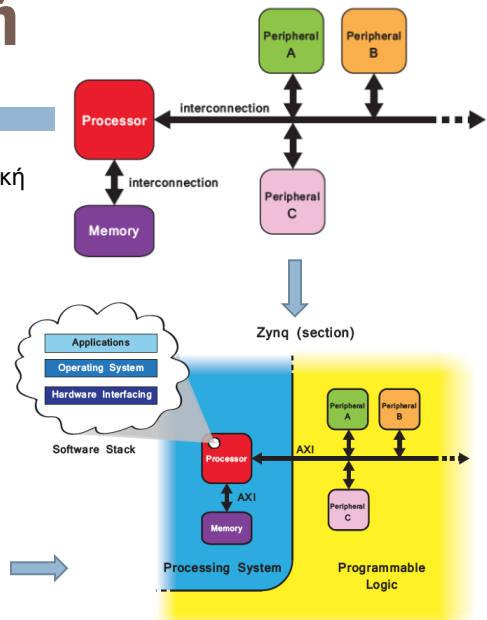 ή
Peripheral
A
Peripheral
B
interconnection
Processor
κή
interconnection
Peripheral
C
Memory
Zynq (section)
Applications
Operating System
Hardware Interfacing
Software Stack
Peripheral
A
Peripheral
B
Processor
AXI
AXI
Peripheral
C
Memory
Processing System
Programmable
Logic